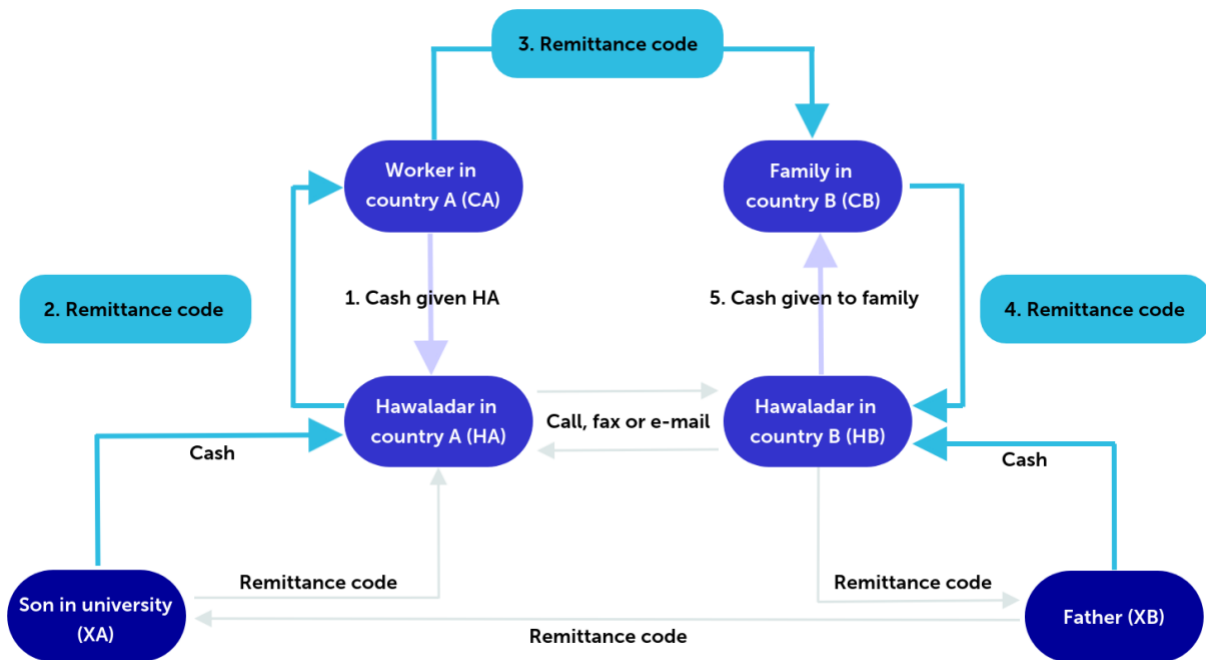 3. Remittance code
Worker in
country A (CA)
Family in
country B (CB)
2. Remittance code
1. Cash given HA
5. Cash given to family
4. Remittance code
Hawaladar in
country A (HA)
Call, fax or e-mail
Hawaladar in
country B (HB)
Cash
Cash
Remittance code
Remittance code
Son in university
(XA)
Remittance code
Father (XB)